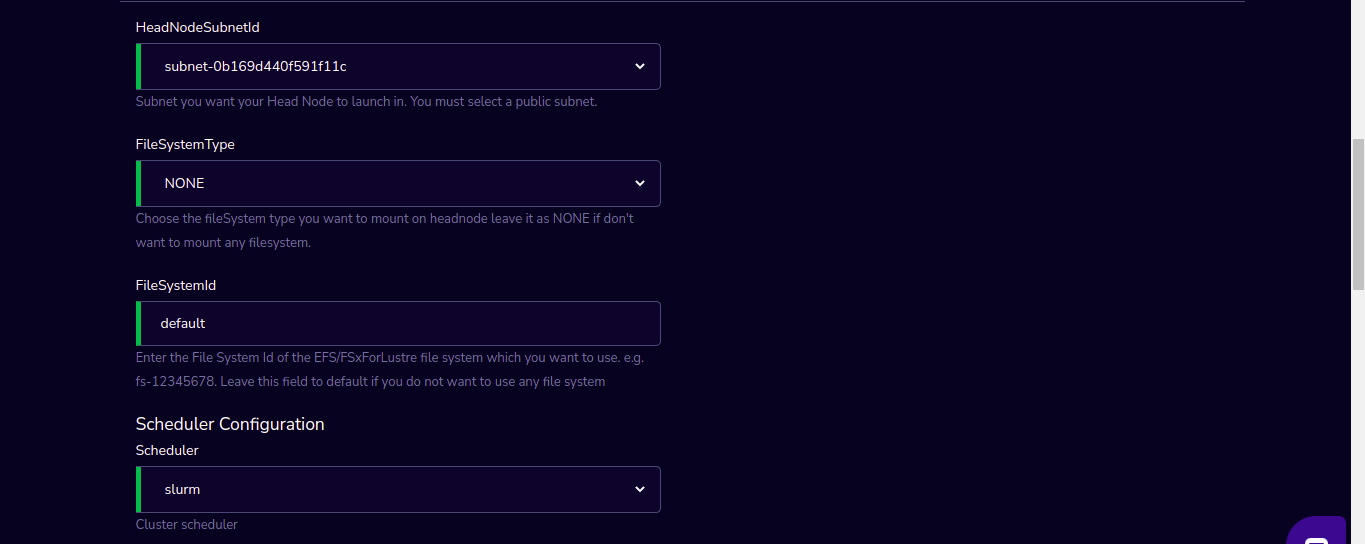 HeadNodeSubnetId
subnet-0b169d440f591f11c
Subnet you want your Head Node to launch in. You must select a public subnet.
FileSystemType
NONE
Choose the fileSystem type you want to mount on headnode leave it as NONE if don't
want to mount any filesystem.
FileSystemId
default
Enter the File System Id of the EFS/FSxForLustre file system which you want to use. e.g.
fs-12345678. Leave this field to default if you do not want to use any file system
Scheduler Configuration
Scheduler
slurm
Cluster scheduler